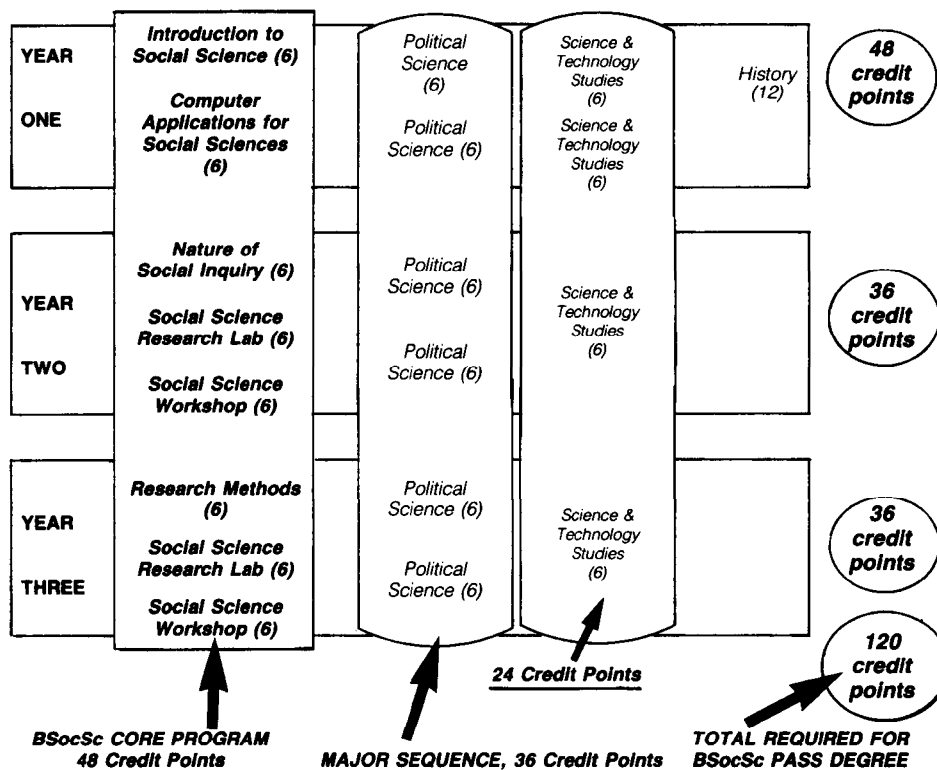 YEAR
ONE
Introduction to
Social Science (6)
Computer
Applications for
Social Sciences
(6)
Political
Science
(6)
Political
Science (6)
Science &
Technology
Studies
(6)
Science &
Technology
Studies
(6)
History
(12)
48
credit
points
YEAR
TWO
Nature of
Social Inquiry (6)
Social Science
Research Lab (6)
Social Science
Workshop (6)
Political
Science (6)
Political
Science (6)
Science &
Technology
Studies
(6)
36
credit
points
YEAR
THREE
Research Methods
(6)
Social Science
Research Lab (6)
Social Science
Workshop (6)
Political
Science (6)
Political
Science (6)
Science &
Technology
Studies
(6)
36
credit
points
120
credit
points
24 Credit Points
BSocSc CORE PROGRAM
48 Credit Points
MAJOR SEQUENCE, 36 Credit Points
TOTAL REQUIRED FOR
BSocSc PASS DEGREE